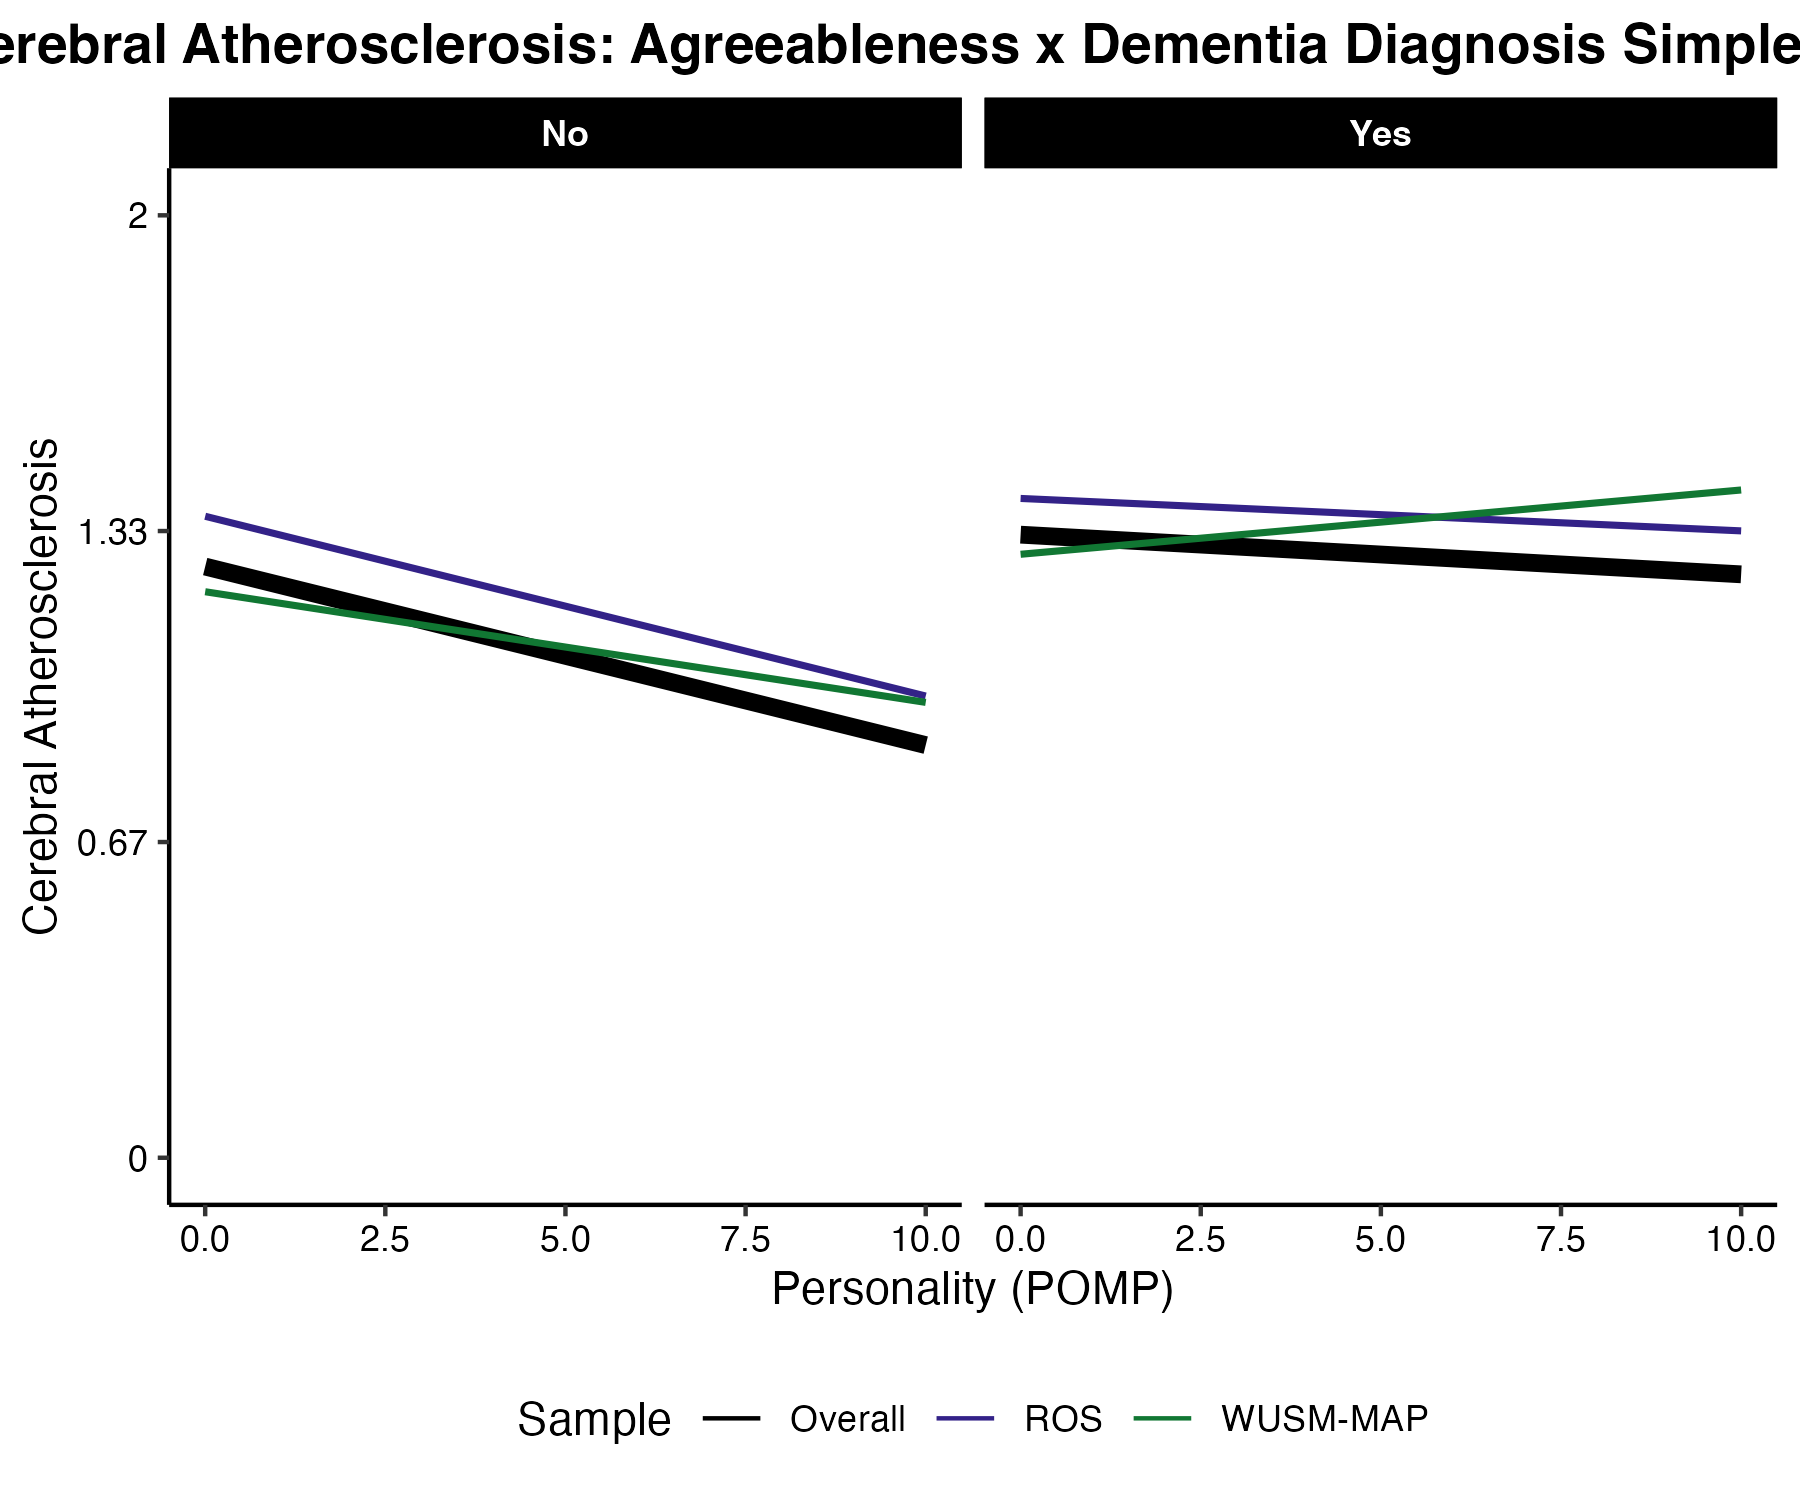 erebral Atherosclerosis: Agreeableness x Dementia Diagnosis Simple
No
Yes
2
1.33
0.67
0
Cerebral Atherosclerosis
0.0 2.5 5.0 7.5 10.0 0.0 2.5 5.0 7.5 10.0
Personality (POMP)
Sample Overall ROS WUSM-MAP